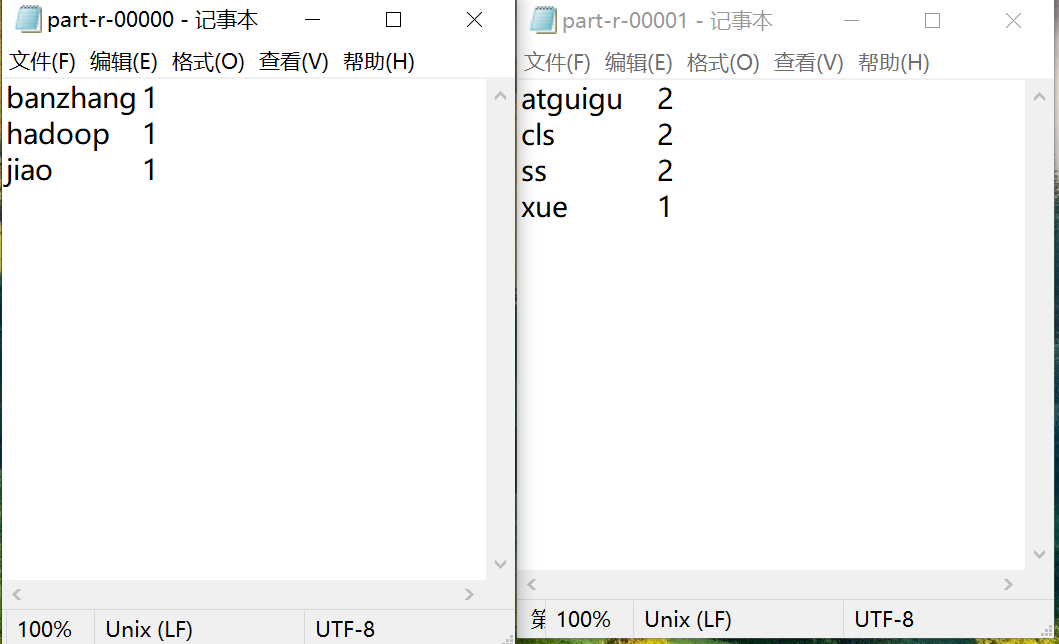 part-r-00000 - 记事本
文件(F) 编辑(E) 格式(O) 查看(V) 帮助(H)
banzhang 1
hadoop 1
jiao 1
100% Unix (LF) UTF-8
part-r-00001 - 记事本
文件(F) 编辑(E) 格式(O) 查看(V) 帮助(H)
atguigu 2
cls 2
ss 2
xue 1
第 100% Unix (LF) UTF-8